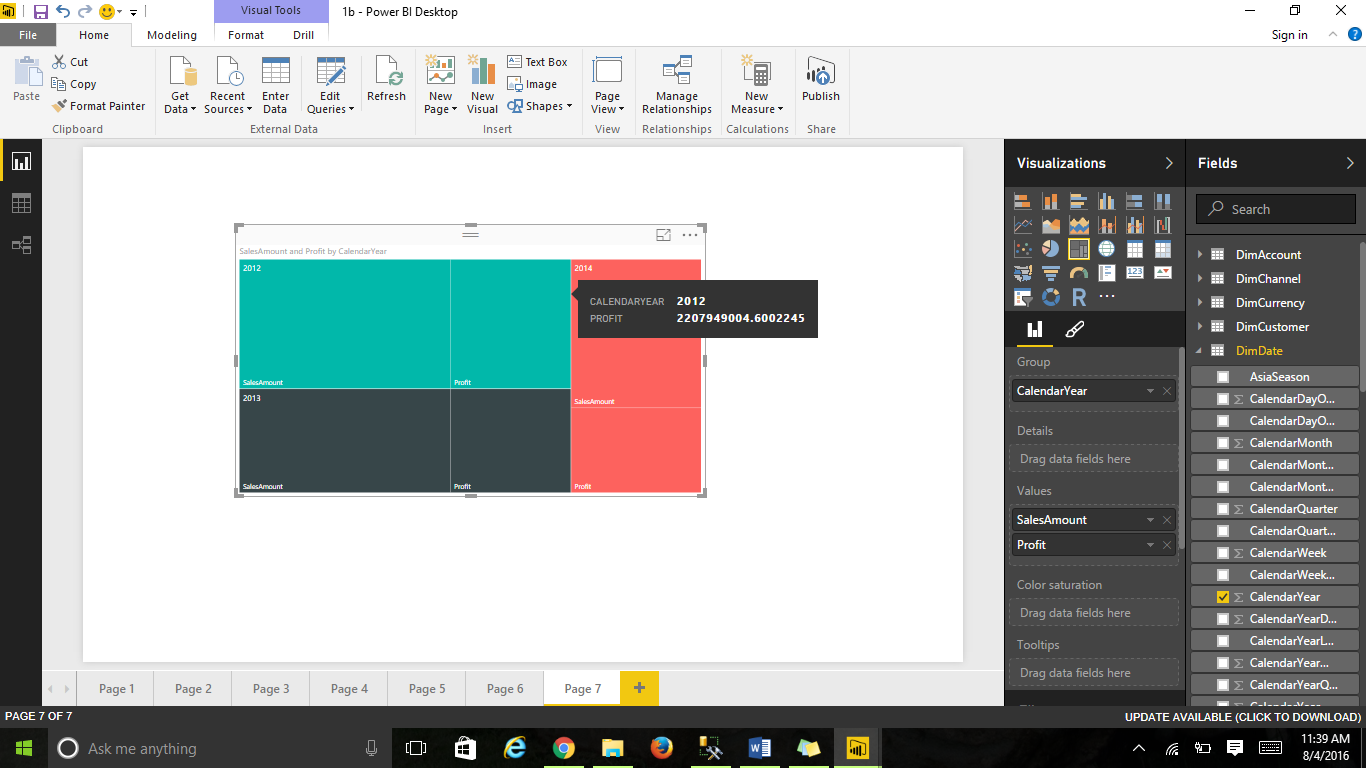 Visual Tools
1b - Power BI Desktop
File
Home
Modeling
Format
Drill
Sign in
Paste
Cut
Copy
Format Painter
Clipboard
Get Data
Recent Sources
Enter Data
Edit Queries
Refresh
External Data
New Page
New Visual
Text Box
Image
Shapes
Insert
Page View
View
Manage Relationships
Relationships
New Measure
Calculations
Publish
Share
SalesAmount and Profit by CalendarYear
2012
SalesAmount
Profit
2013
SalesAmount
Profit
2014
SalesAmount
Profit
CALENDARYEAR 2012
PROFIT 2207949004.6002245
Visualizations
123
R
Group
CalendarYear
Details
Drag data fields here
Values
SalesAmount
Profit
Color saturation
Drag data fields here
Tooltips
Drag data fields here
Fields
Search
DimAccount
DimChannel
DimCurrency
DimCustomer
DimDate
AsiaSeason
CalendarDayO...
CalendarDayO...
CalendarMonth
CalendarMont...
CalendarMont...
CalendarQuarter
CalendarQuart...
CalendarWeek
CalendarWeek...
CalendarYear
CalendarYearD...
CalendarYearL...
CalendarYear...
CalendarYearQ...
Page 1
Page 2
Page 3
Page 4
Page 5
Page 6
Page 7
PAGE 7 OF 7
UPDATE AVAILABLE (CLICK TO DOWNLOAD)
Ask me anything
11:39 AM
8/4/2016